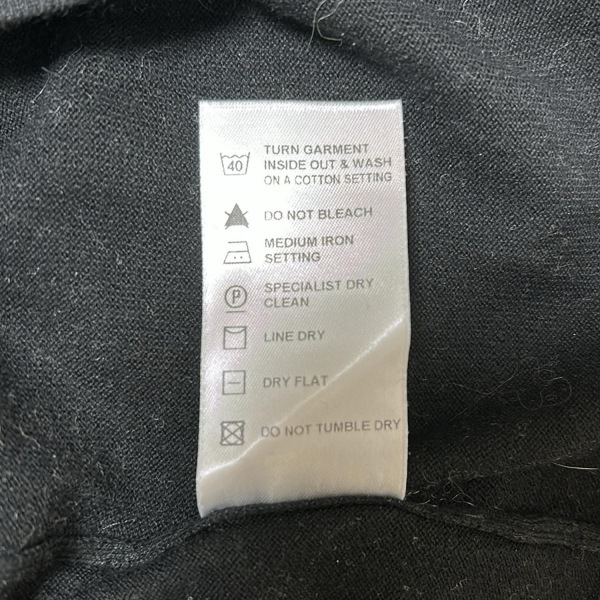 40
TURN GARMENT
INSIDE OUT & WASH
ON A COTTON SETTING
DO NOT BLEACH
MEDIUM IRON
SETTING
P
SPECIALIST DRY
CLEAN
LINE DRY
DRY FLAT
DO NOT TUMBLE DRY